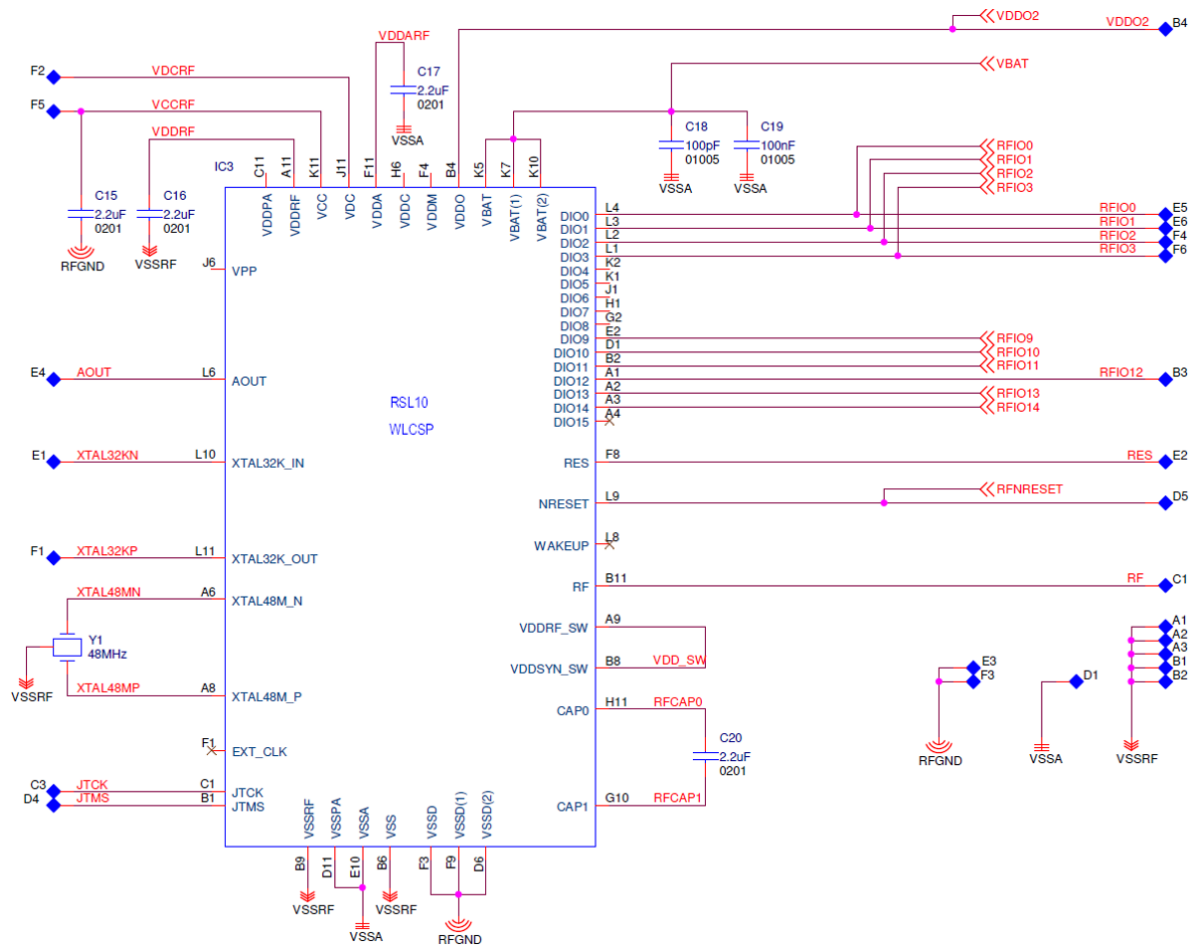 VDDO2
VDDO2
B4
VDDARF
F2
VDCRF
C17
2.2uF
0201
VSSA
VBAT
F5
VCCRF
VDDRF
C18
100pF
01005
VSSA
C19
100nF
01005
VSSA
RFIO0
RFIO1
RFIO2
RFIO3
IC3
C11
A11
K11
J11
F11
H6
F4
B4
K5
K7
K10
VDDPA
VDDRF
VCC
VDC
VDDA
VDDC
VDDM
VDDO
VBAT
VBAT(1)
VBAT(2)
C15
2.2uF
0201
RFGND
C16
2.2uF
0201
VSSRF
DIO0 L4 RFIO0 E5
DIO1 L3 RFIO1 E6
DIO2 L2 RFIO2 F4
DIO3 L1 RFIO3 F6
DIO4 K2
DIO5 K1
DIO6 J1
DIO7 H1
DIO8 G2
DIO9 E2 RFIO9
DIO10 D1 RFIO10
DIO11 B2 RFIO11
DIO12 A1 RFIO12 B3
DIO13 A2 RFIO13
DIO14 A3 RFIO14
DIO15 A4
J6 VPP
E4 AOUT L6 AOUT
RSL10
WLCSP
E1 XTAL32KN L10 XTAL32K_IN
RES F8 RES E2
RFNRESET
NRESET L9 D5
WAKEUP L8
F1 XTAL32KP L11 XTAL32K_OUT
RF B11 RF C1
XTAL48MN A6 XTAL48M_N
Y1
48MHz
VSSRF
XTAL48MP A8 XTAL48M_P
VDDRF_SW A9
VDDSYN_SW B8 VDD_SW
CAP0 H11 RFCAP0
C20
2.2uF
0201
CAP1 G10 RFCAP1
F1 EXT_CLK
C3 JTCK C1 JTCK
D4 JTMS B1 JTMS
A1
A2
A3
B1
B2
VSSRF
E3
F3
RFGND
D1
VSSA
VSSRF
VSSPA
VSSA
VSS
VSSD
VSSD(1)
VSSD(2)
B9
D11
E10
B6
F3
F9
D6
VSSRF
VSSA
VSSRF
RFGND